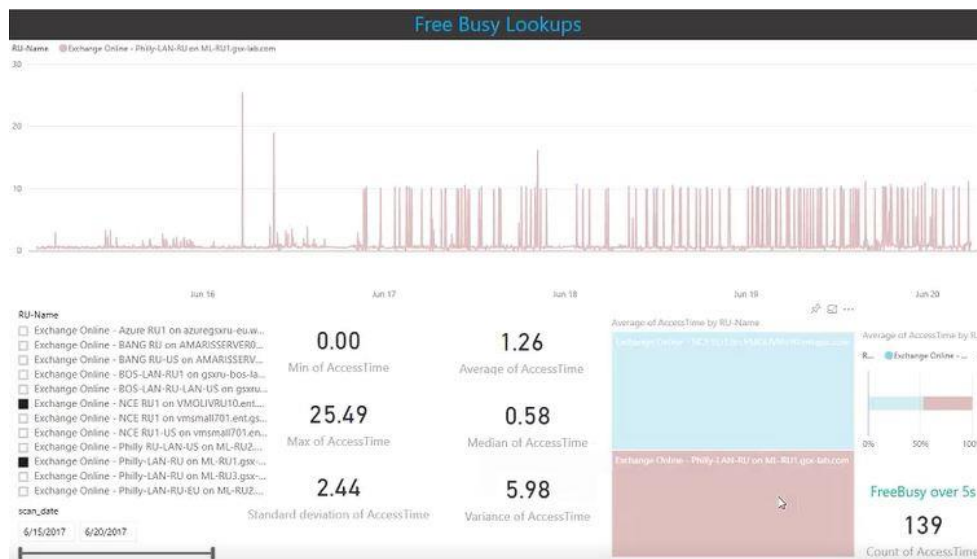 Free Busy Lookups
RU-Name Exchange Online - Philly-LAN-RU on ML-RU1.gsx-lab.com
30
20
10
0
Jun 16 Jun 17 Jun 18 Jun 19 Jun 20
RU-Name
Exchange Online - Azure RU1 on azuregsxru-eu.w...
Exchange Online - BANG RU on AMARISSERVER0...
Exchange Online - BANG RU-US on AMARISSERV...
Exchange Online - BOS-LAN-RU1 on gsxru-bos-la...
Exchange Online - BOS-LAN-RU-LAN-US on gsxru...
Exchange Online - NCE RU1 on VMOLIVRU10.ent....
Exchange Online - NCE RU1 on vmsmall701.ent.gs...
Exchange Online - NCE RU1-US on vmsmall701.en...
Exchange Online - Philly RU-LAN-US on ML-RU2....
Exchange Online - Philly-LAN-RU on ML-RU1.gsx-...
Exchange Online - Philly-LAN-RU on ML-RU3.gsx-...
Exchange Online - Philly-LAN-RU-EU on ML-RU2....
scan_date
6/15/2017 6/20/2017
0.00
Min of AccessTime
1.26
Average of AccessTime
25.49
Max of AccessTime
0.58
Median of AccessTime
2.44
Standard deviation of AccessTime
5.98
Variance of AccessTime
Average of AccessTime by RU-Name
Exchange Online - NCE RU1 on
Exchange Online - Philly-LAN-RU on ML-RU1.gsx-lab.com
Average of AccessTime by R
R... Exchange Online - ...
0% 50% 100
FreeBusy over 5s
139
Count of AccessTime